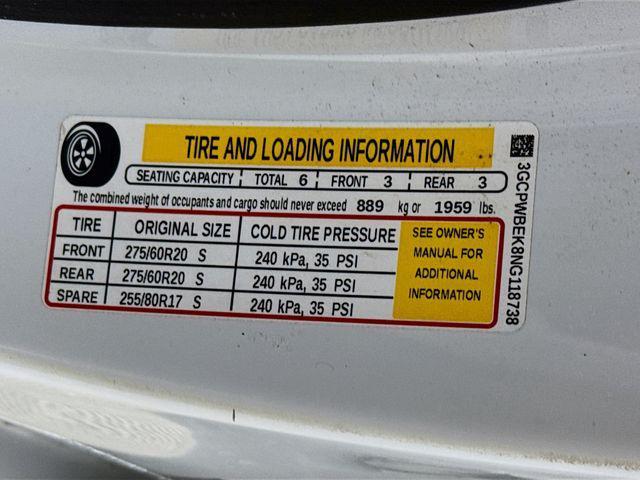 TIRE AND LOADING INFORMATION
SEATING CAPACITY TOTAL 6 FRONT 3 REAR 3
The combined weight of occupants and cargo should never exceed 889 kg or 1959 lbs.
TIRE ORIGINAL SIZE COLD TIRE PRESSURE
FRONT 275/60R20 S 240 kPa, 35 PSI
REAR 275/60R20 S 240 kPa, 35 PSI
SPARE 255/80R17 S 240 kPa, 35 PSI
SEE OWNER'S
MANUAL FOR
ADDITIONAL
INFORMATION
3GCPWBEK8NG118738